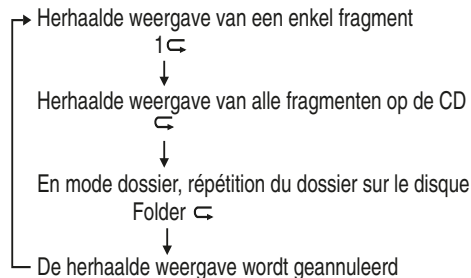 Herhaalde weergave van een enkel fragment
1
Herhaalde weergave van alle fragmenten op de CD
En mode dossier, répétition du dossier sur le disque
Folder
De herhaalde weergave wordt geannuleerd